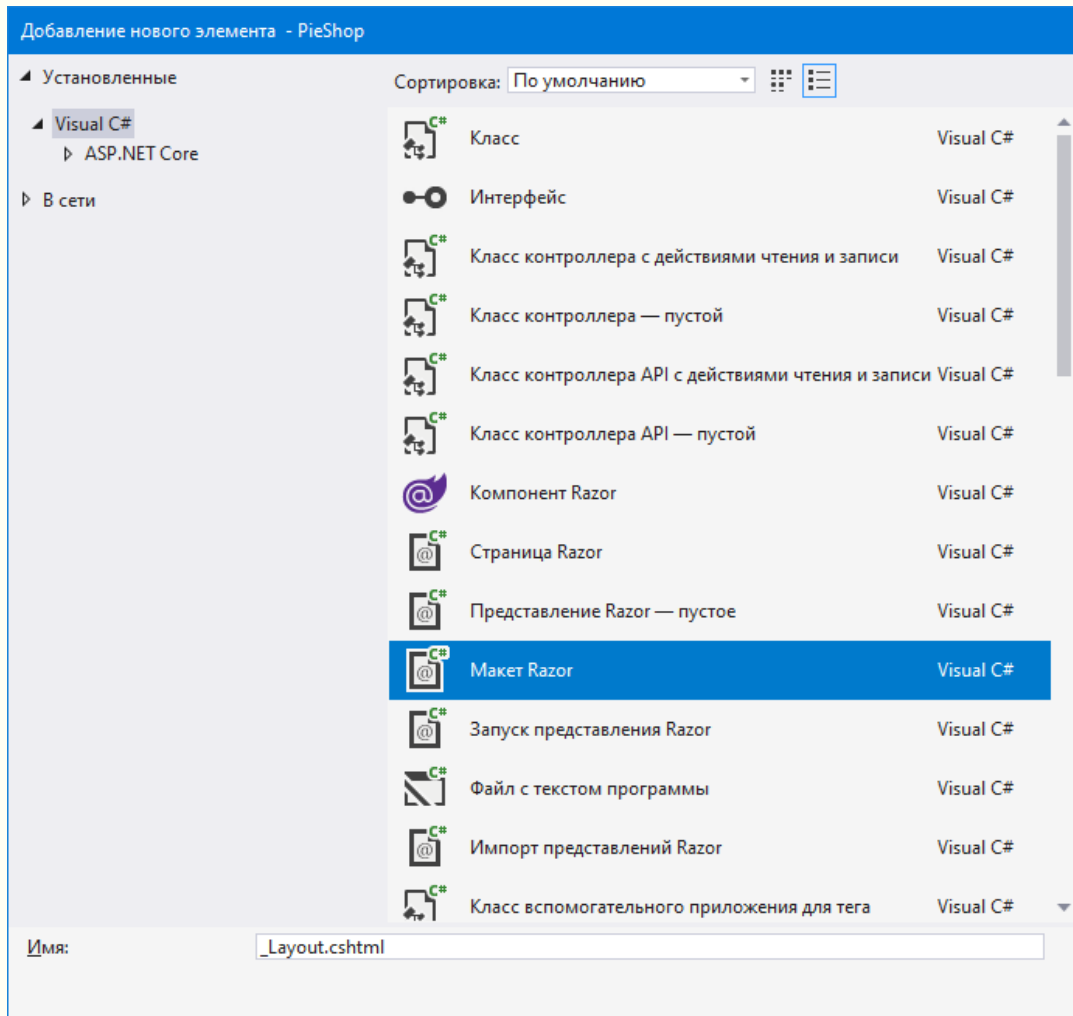 Добавление нового элемента - PieShop
Установленные
Visual C#
ASP.NET Core
В сети
Сортировка: По умолчанию
Класс Visual C#
Интерфейс Visual C#
Класс контроллера с действиями чтения и записи Visual C#
Класс контроллера — пустой Visual C#
Класс контроллера API с действиями чтения и записи Visual C#
Класс контроллера API — пустой Visual C#
Компонент Razor Visual C#
Страница Razor Visual C#
Представление Razor — пустое Visual C#
Макет Razor Visual C#
Запуск представления Razor Visual C#
Файл с текстом программы Visual C#
Импорт представлений Razor Visual C#
Класс вспомогательного приложения для тега Visual C#
Имя: _Layout.cshtml